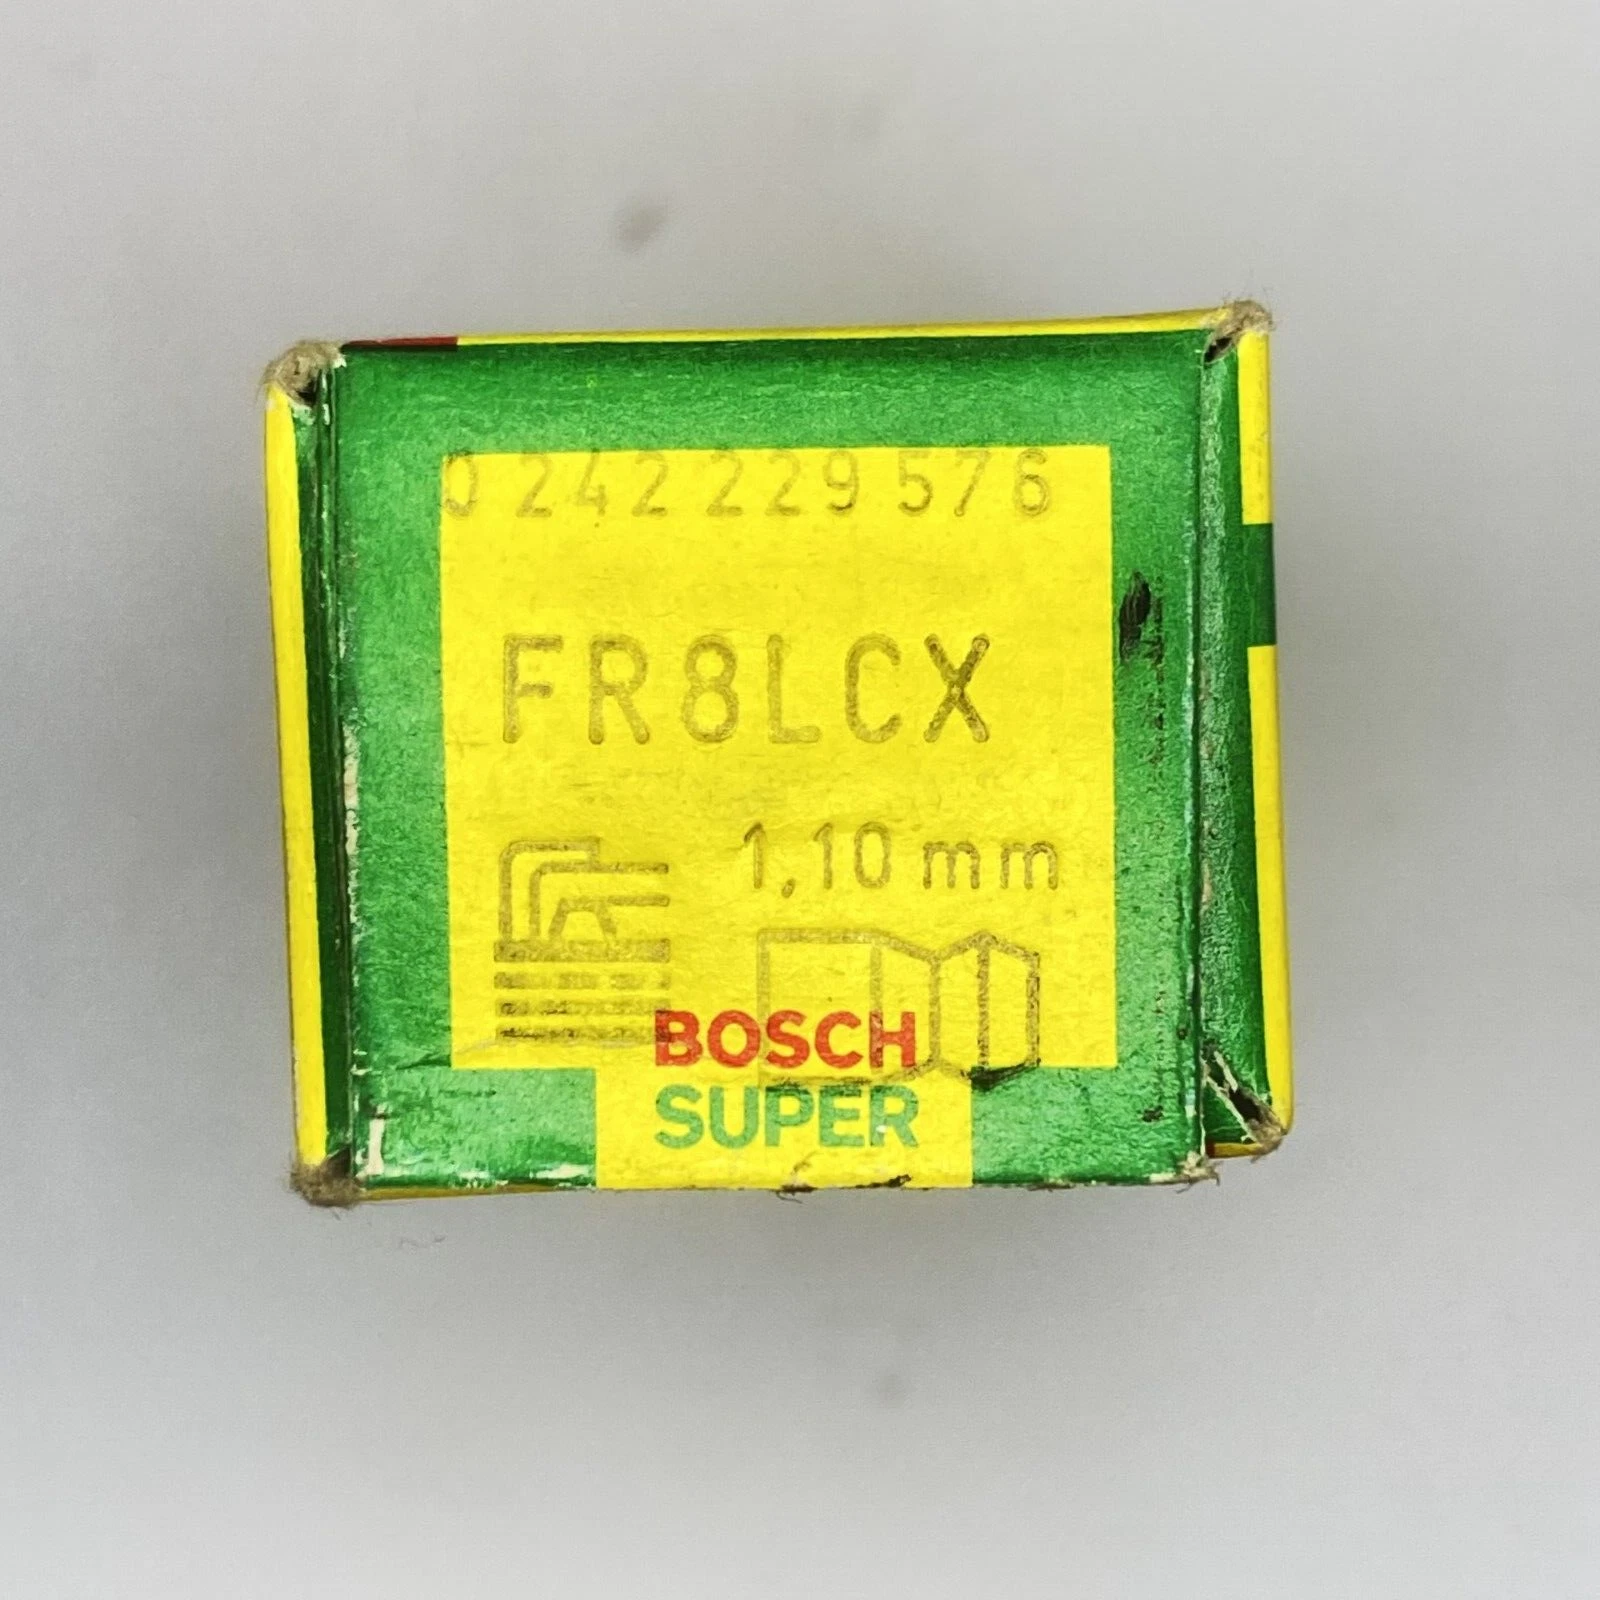 0 242 229 576
FR8LCX
1,10 mm
BOSCH
SUPER